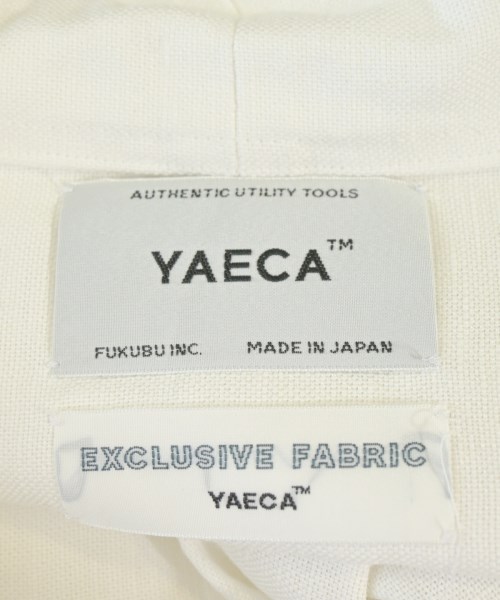 AUTHENTIC UTILITY TOOLS
YAECA™
FUKUBU INC. MADE IN JAPAN
EXCLUSIVE FABRIC
YAECA™